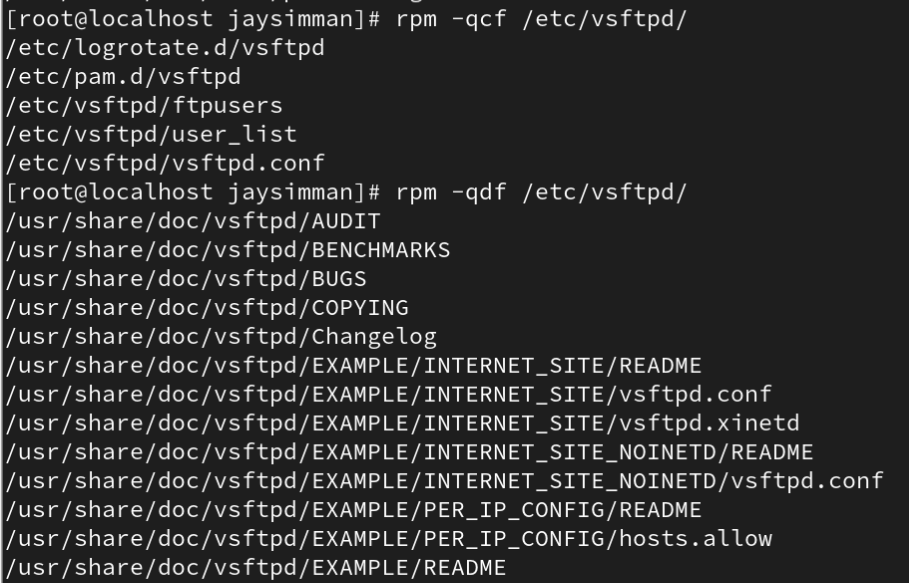 [root@localhost jaysimman]# rpm -qcf /etc/vsftpd/
/etc/logrotate.d/vsftpd
/etc/pam.d/vsftpd
/etc/vsftpd/ftpusers
/etc/vsftpd/user_list
/etc/vsftpd/vsftpd.conf
[root@localhost jaysimman]# rpm -qdf /etc/vsftpd/
/usr/share/doc/vsftpd/AUDIT
/usr/share/doc/vsftpd/BENCHMARKS
/usr/share/doc/vsftpd/BUGS
/usr/share/doc/vsftpd/COPYING
/usr/share/doc/vsftpd/Changelog
/usr/share/doc/vsftpd/EXAMPLE/INTERNET_SITE/README
/usr/share/doc/vsftpd/EXAMPLE/INTERNET_SITE/vsftpd.conf
/usr/share/doc/vsftpd/EXAMPLE/INTERNET_SITE/vsftpd.xinetd
/usr/share/doc/vsftpd/EXAMPLE/INTERNET_SITE_NOINETD/README
/usr/share/doc/vsftpd/EXAMPLE/INTERNET_SITE_NOINETD/vsftpd.conf
/usr/share/doc/vsftpd/EXAMPLE/PER_IP_CONFIG/README
/usr/share/doc/vsftpd/EXAMPLE/PER_IP_CONFIG/hosts.allow
/usr/share/doc/vsftpd/EXAMPLE/README